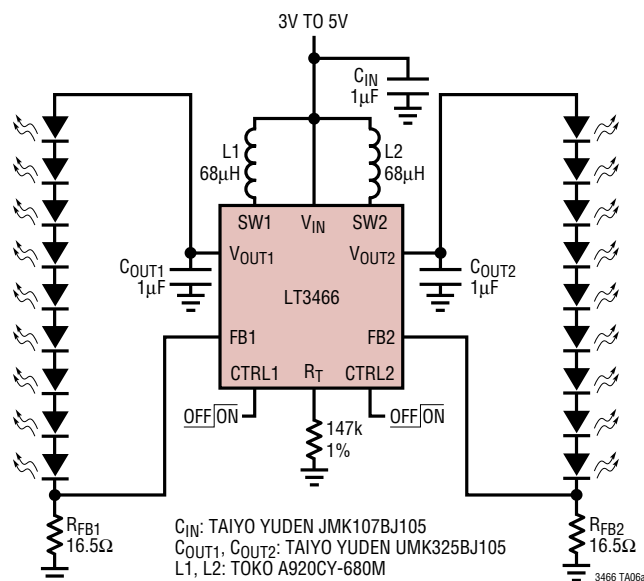 3V TO 5V
CIN
1µF
L1
68µH
L2
68µH
SW1
VIN
SW2
VOUT1
VOUT2
COUT1
1µF
COUT2
1µF
LT3466
FB1
FB2
CTRL1
RT
CTRL2
OFF ON
147k
1%
OFF ON
RFB1
16.5Ω
RFB2
16.5Ω
CIN: TAIYO YUDEN JMK107BJ105
COUT1, COUT2: TAIYO YUDEN UMK325BJ105
L1, L2: TOKO A920CY-680M
3466 TA06a